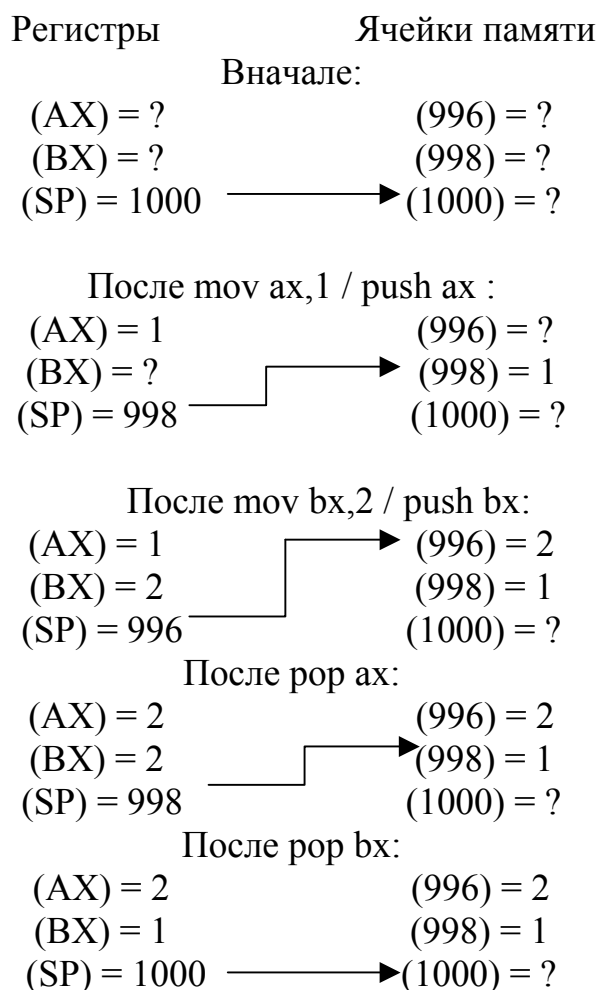 Регистры Ячейки памяти
Вначале:
(AX) = ? (996) = ?
(BX) = ? (998) = ?
(SP) = 1000 (1000) = ?
После mov ax,1 / push ax :
(AX) = 1 (996) = ?
(BX) = ? (998) = 1
(SP) = 998 (1000) = ?
После mov bx,2 / push bx:
(AX) = 1 (996) = 2
(BX) = 2 (998) = 1
(SP) = 996 (1000) = ?
После pop ax:
(AX) = 2 (996) = 2
(BX) = 2 (998) = 1
(SP) = 998 (1000) = ?
После pop bx:
(AX) = 2 (996) = 2
(BX) = 1 (998) = 1
(SP) = 1000 (1000) = ?